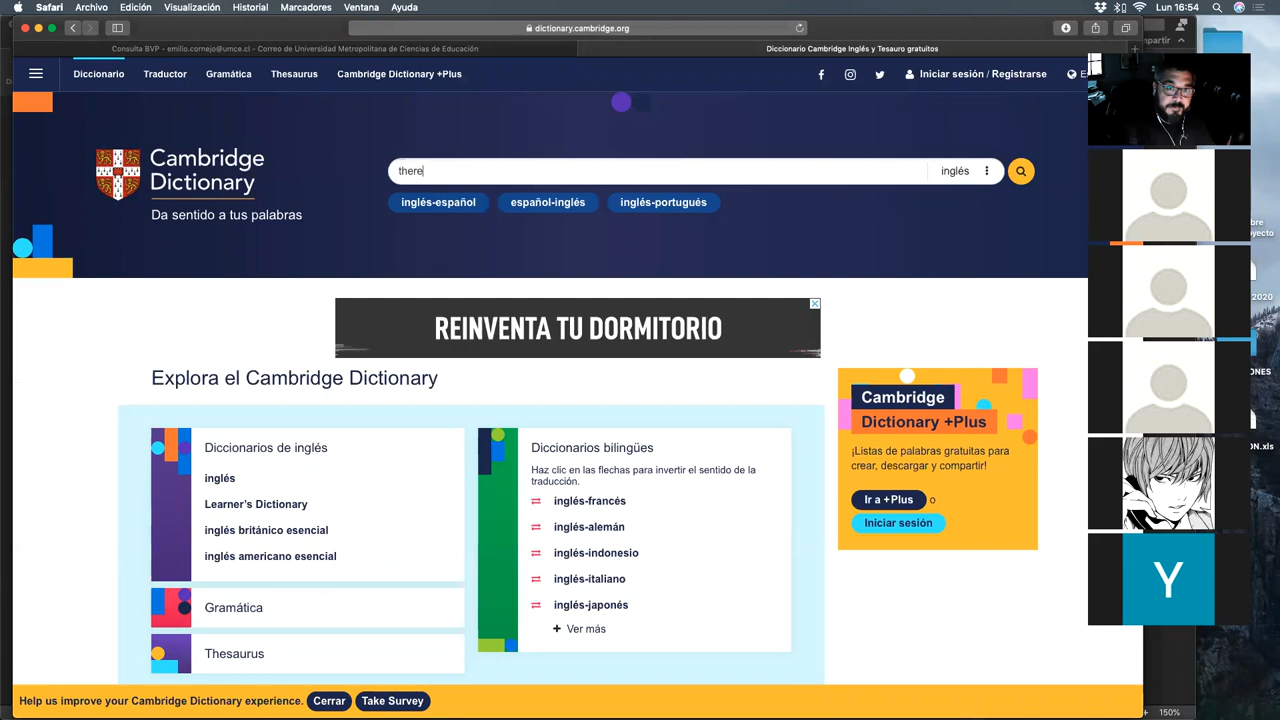 Safari Archivo Edición Visualización Historial Marcadores Ventana Ayuda
Lun 16:54
dictionary.cambridge.org
Consulta BVP - emilio.cornejo@umce.cl - Correo de Universidad Metropolitana de Ciencias de Educación
Diccionario Cambridge Inglés y Tesauro gratuitos
Diccionario Traductor Gramática Thesaurus Cambridge Dictionary +Plus
Iniciar sesión / Registrarse
Cambridge
Dictionary
Da sentido a tus palabras
there
inglés
inglés-español español-inglés inglés-portugués
REINVENTA TU DORMITORIO
Explora el Cambridge Dictionary
Diccionarios de inglés
inglés
Learner's Dictionary
inglés británico esencial
inglés americano esencial
Gramática
Thesaurus
Diccionarios bilingües
Haz clic en las flechas para invertir el sentido de la
traducción.
inglés-francés
inglés-alemán
inglés-indonesio
inglés-italiano
inglés-japonés
+ Ver más
Cambridge
Dictionary +Plus
¡Listas de palabras gratuitas para
crear, descargar y compartir!
Ir a +Plus o
Iniciar sesión
Help us improve your Cambridge Dictionary experience. Cerrar Take Survey
Y
2020
150%